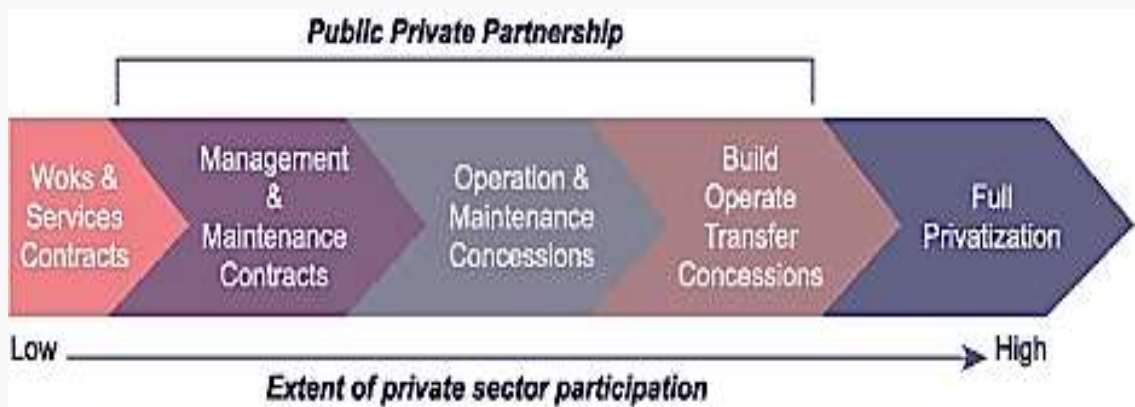 Public Private Partnership
Woks &
Services
Contracts
Management
&
Maintenance
Contracts
Operation &
Maintenance
Concessions
Build
Operate
Transfer
Concessions
Full
Privatization
Low
High
Extent of private sector participation